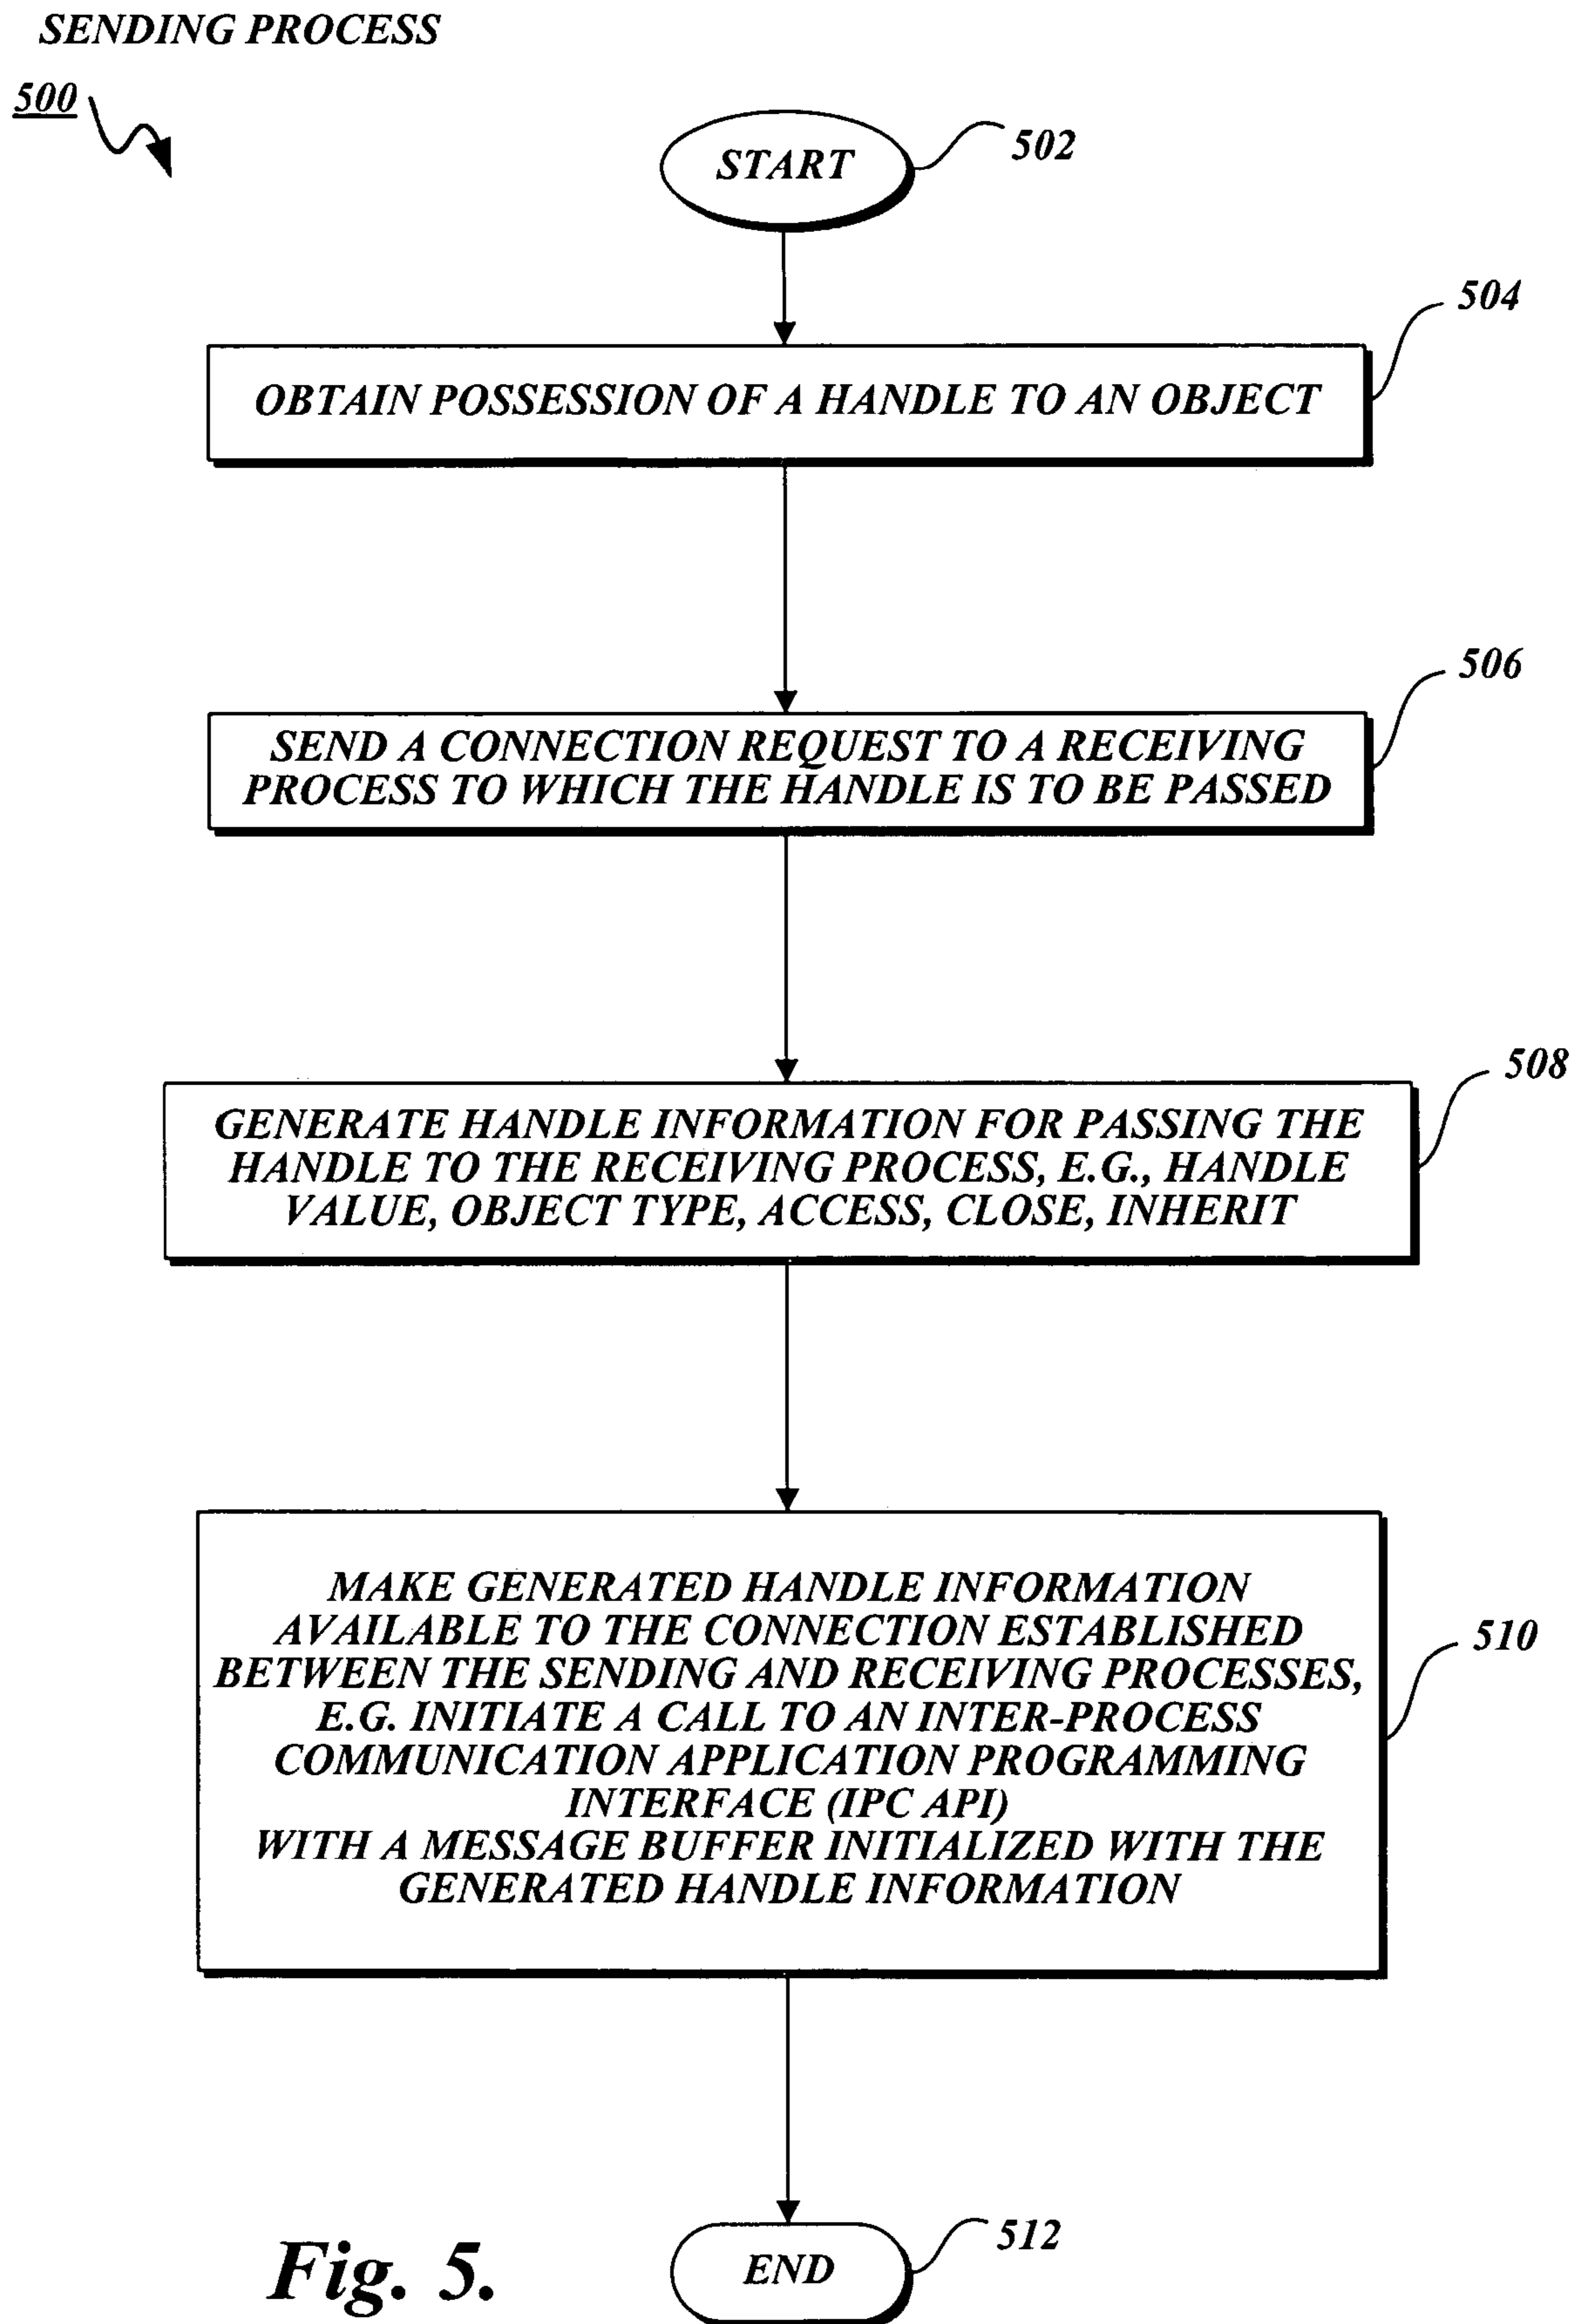 SENDING PROCESS
500
START
502
504
OBTAIN POSSESSION OF A HANDLE TO AN OBJECT
506
SEND A CONNECTION REQUEST TO A RECEIVING
PROCESS TO WHICH THE HANDLE IS TO BE PASSED
508
GENERATE HANDLE INFORMATION FOR PASSING THE
HANDLE TO THE RECEIVING PROCESS, E.G., HANDLE
VALUE, OBJECT TYPE, ACCESS, CLOSE, INHERIT
MAKE GENERATED HANDLE INFORMATION
AVAILABLE TO THE CONNECTION ESTABLISHED
BETWEEN THE SENDING AND RECEIVING PROCESSES,
E.G. INITIATE A CALL TO AN INTER-PROCESS
COMMUNICATION APPLICATION PROGRAMMING
INTERFACE (IPC API)
WITH A MESSAGE BUFFER INITIALIZED WITH THE
GENERATED HANDLE INFORMATION
510
END
512
Fig. 5.